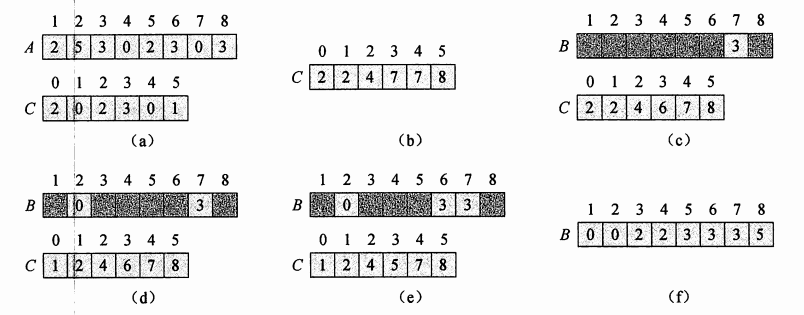 1 2 3 4 5 6 7 8
A 2 5 3 0 2 3 0 3
0 1 2 3 4 5
C 2 0 2 3 0 1
(a)
0 1 2 3 4 5
C 2 2 4 7 7 8
(b)
1 2 3 4 5 6 7 8
B 3
0 1 2 3 4 5
C 2 2 4 6 7 8
(c)
1 2 3 4 5 6 7 8
B 0 3
0 1 2 3 4 5
C 1 2 4 6 7 8
(d)
1 2 3 4 5 6 7 8
B 0 3 3
0 1 2 3 4 5
C 1 2 4 5 7 8
(e)
1 2 3 4 5 6 7 8
B 0 0 2 2 3 3 3 5
(f)